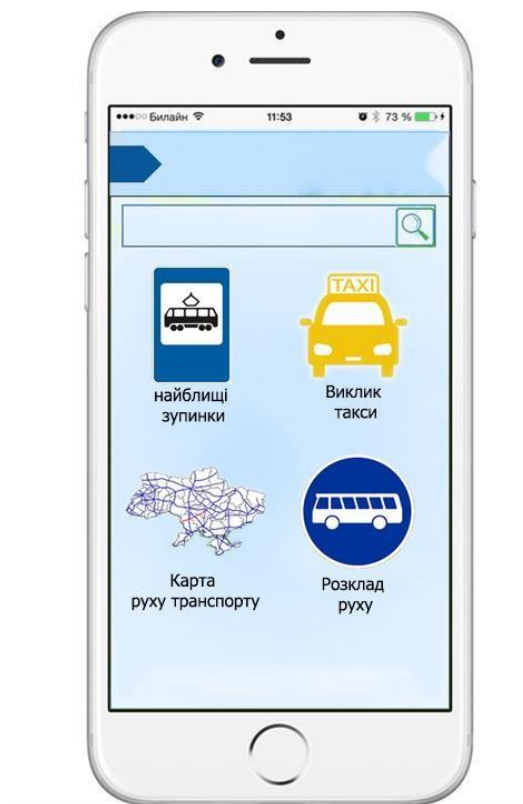 ●●●○○ Билайн 11:53 73 %
TAXI
найблищі
зупинки
Виклик
такси
Карта
руху транспорту
Розклад
руху